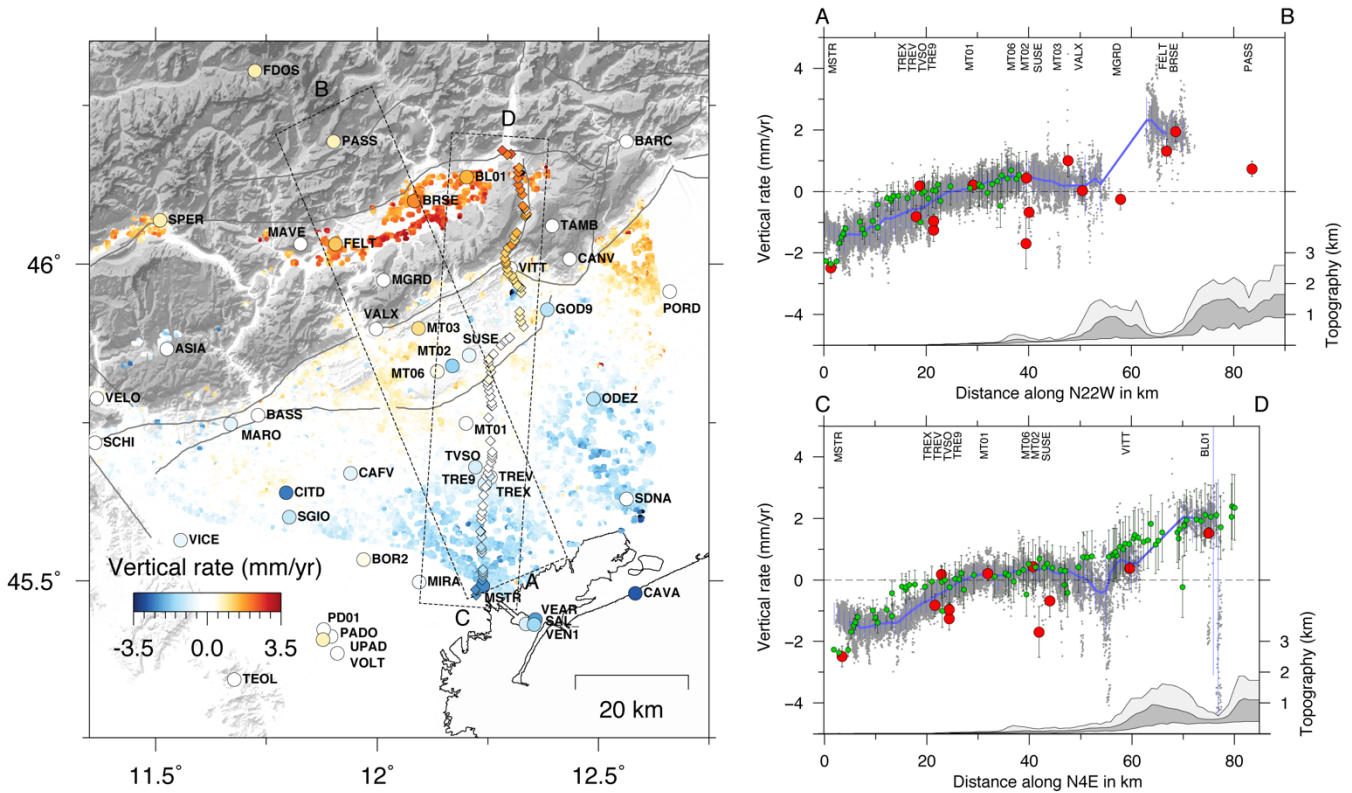 FDOS
B
PASS
D
BARC
BL01
BRSE
SPER
MAVE
FELT
TAMB
46°
VITT
CANV
MGRD
PORD
GOD9
VALX
MT03
SUSE
ASIA
MT02
MT06
VELO
ODEZ
BASS
MT01
MARO
SCHI
TVSO
CAFV
TRE9
TREV
TREX
CITD
SDNA
SGIO
VICE
BOR2
Vertical rate (mm/yr)
45.5°
MIRA
A
MSTR
CAVA
C
VEAR
SAL
VEN1
-3.5
0.0
3.5
PD01
PADO
UPAD
VOLT
TEOL
20 km
11.5°
12°
12.5°
A
B
MSTR
TREX
TREV
TVSO
TRE9
MT01
MT06
MT02
SUSE
MT03
VALX
MGRD
FELT
BRSE
PASS
4
2
0
-2
-4
Vertical rate (mm/yr)
3
2
1
Topography (km)
0
20
40
60
80
Distance along N22W in km
C
D
MSTR
TREX
TREV
TVSO
TRE9
MT01
MT06
MT02
SUSE
VITT
BL01
4
2
0
-2
-4
Vertical rate (mm/yr)
3
2
1
Topography (km)
0
20
40
60
80
Distance along N4E in km